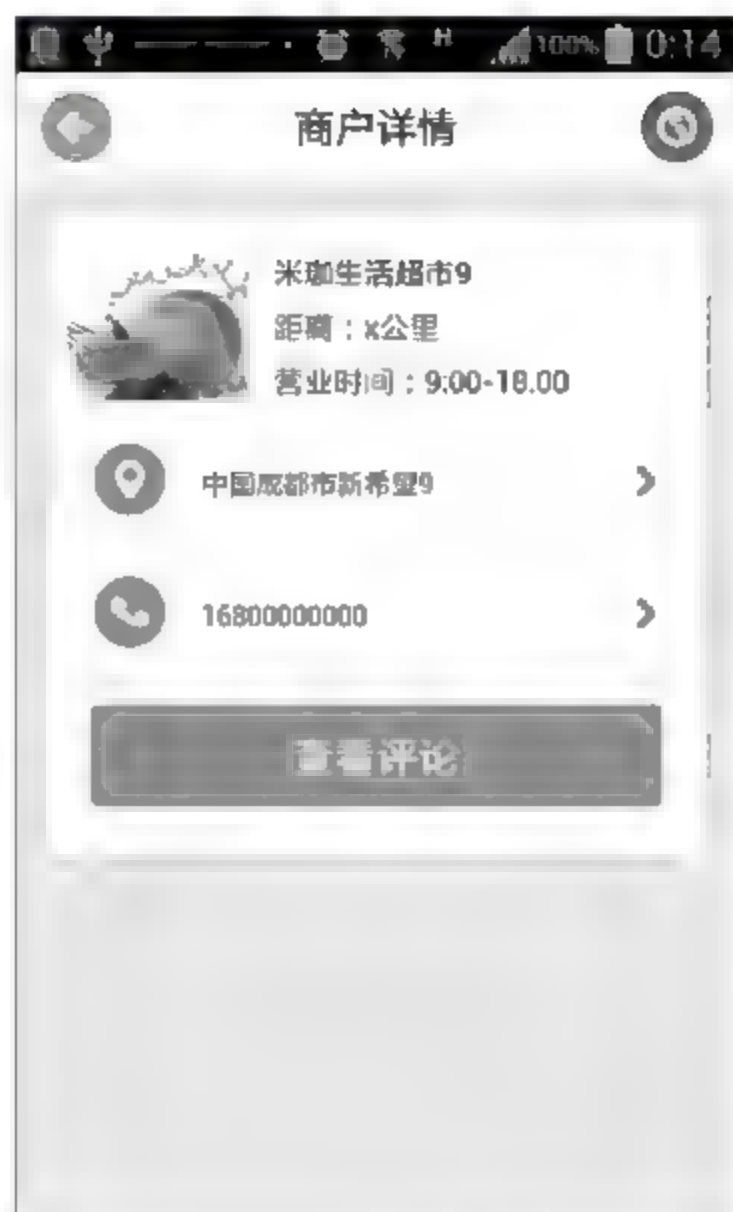 100% 0:14
商户详情
米珈生活超市9
距离：x公里
营业时间：9:00-18.00
中国成都市新希望9
16800000000
查看评论